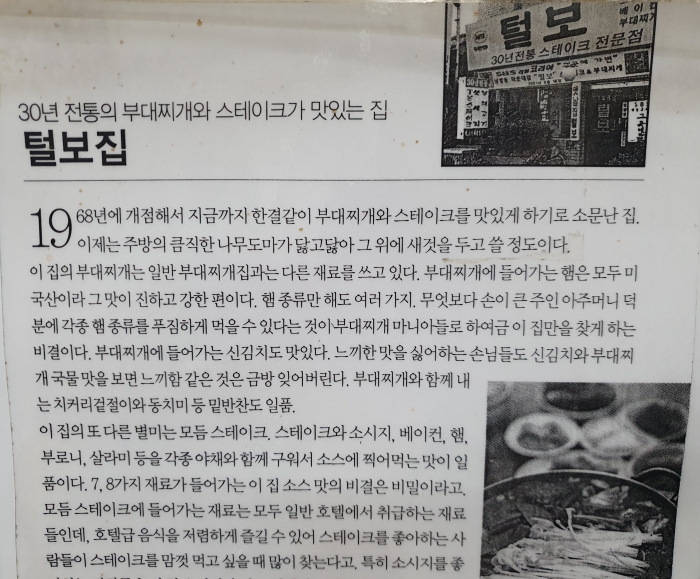 털보
30년전통 스테이크 전문점
30년 전통의 부대찌개와 스테이크가 맛있는 집
털보집
1968년에 개점해서 지금까지 한결같이 부대찌개와 스테이크를 맛있게 하기로 소문난 집.
이제는 주방의 큼직한 나무도마가 닳고닳아 그 위에 새것을 두고 쓸 정도이다.
이 집의 부대찌개는 일반 부대찌개집과는 다른 재료를 쓰고 있다. 부대찌개에 들어가는 햄은 모두 미
국산이라 그 맛이 진하고 강한 편이다. 햄 종류만 해도 여러 가지. 무엇보다 손이 큰 주인 아주머니 덕
분에 각종 햄 종류를 푸짐하게 먹을 수 있다는 것이 부대찌개 마니아들로 하여금 이 집만을 찾게 하는
비결이다. 부대찌개에 들어가는 신김치도 맛있다. 느끼한 맛을 싫어하는 손님들도 신김치와 부대찌
개 국물 맛을 보면 느끼함 같은 것은 금방 잊어버린다. 부대찌개와 함께 내
는 치커리겉절이와 동치미 등 밑반찬도 일품.
이 집의 또 다른 별미는 모듬 스테이크. 스테이크와 소시지, 베이컨, 햄,
부로니, 살라미 등을 각종 야채와 함께 구워서 소스에 찍어먹는 맛이 일
품이다. 7, 8가지 재료가 들어가는 이 집 소스 맛의 비결은 비밀이라고.
모듬 스테이크에 들어가는 재료는 모두 일반 호텔에서 취급하는 재료
들인데, 호텔급 음식을 저렴하게 즐길 수 있어 스테이크를 좋아하는 사
람들이 스테이크를 맘껏 먹고 싶을 때 많이 찾는다고. 특히 소시지를 좋